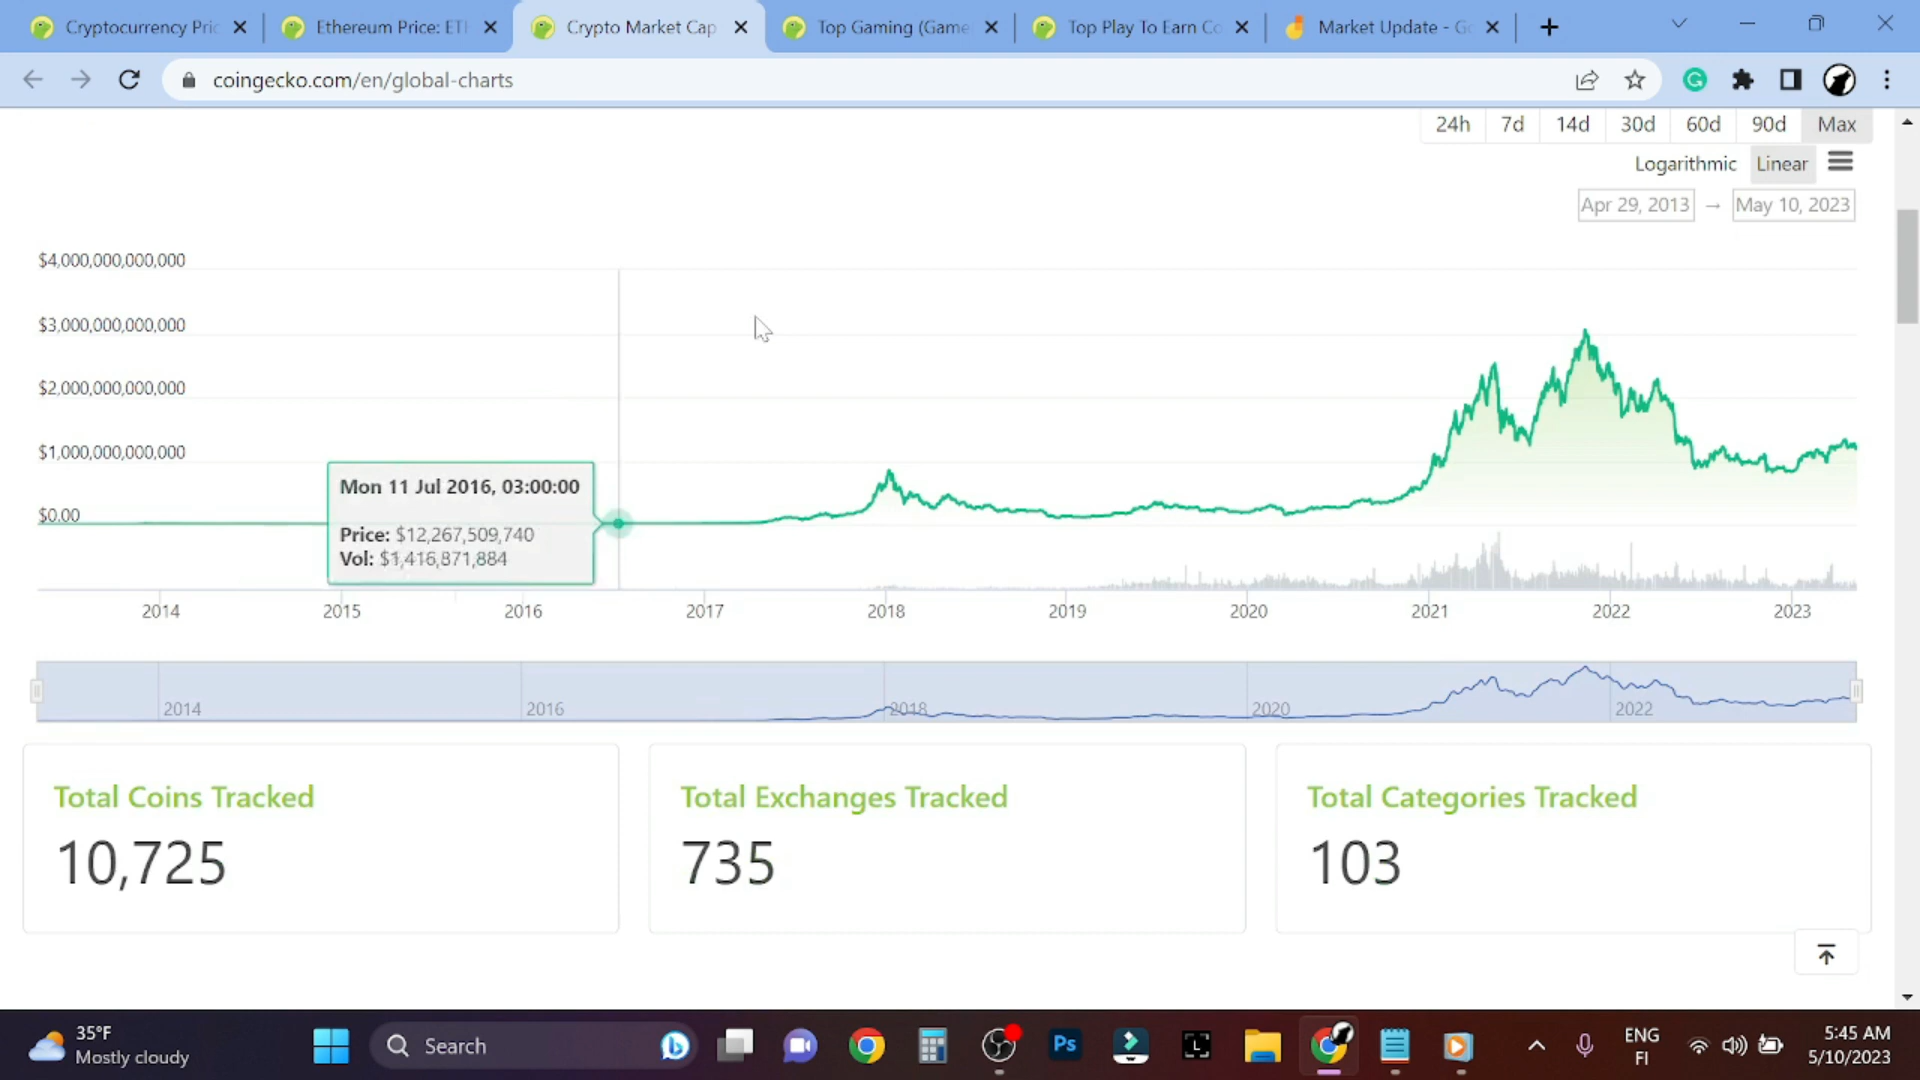 Cryptocurrency Pric
Ethereum Price: ETH
Crypto Market Cap
Top Gaming (Game
Top Play To Earn Co
Market Update - Go
coingecko.com/en/global-charts
24h 7d 14d 30d 60d 90d Max
Logarithmic Linear
Apr 29, 2013 → May 10, 2023
$4,000,000,000,000
$3,000,000,000,000
$2,000,000,000,000
$1,000,000,000,000
$0.00
Mon 11 Jul 2016, 03:00:00
Price: $12,267,509,740
Vol: $1,416,871,884
2014 2015 2016 2017 2018 2019 2020 2021 2022 2023
2014 2016 2018 2020 2022
Total Coins Tracked
10,725
Total Exchanges Tracked
735
Total Categories Tracked
103
35°F
Mostly cloudy
Search
Ps
L
ENG
FI
5:45 AM
5/10/2023